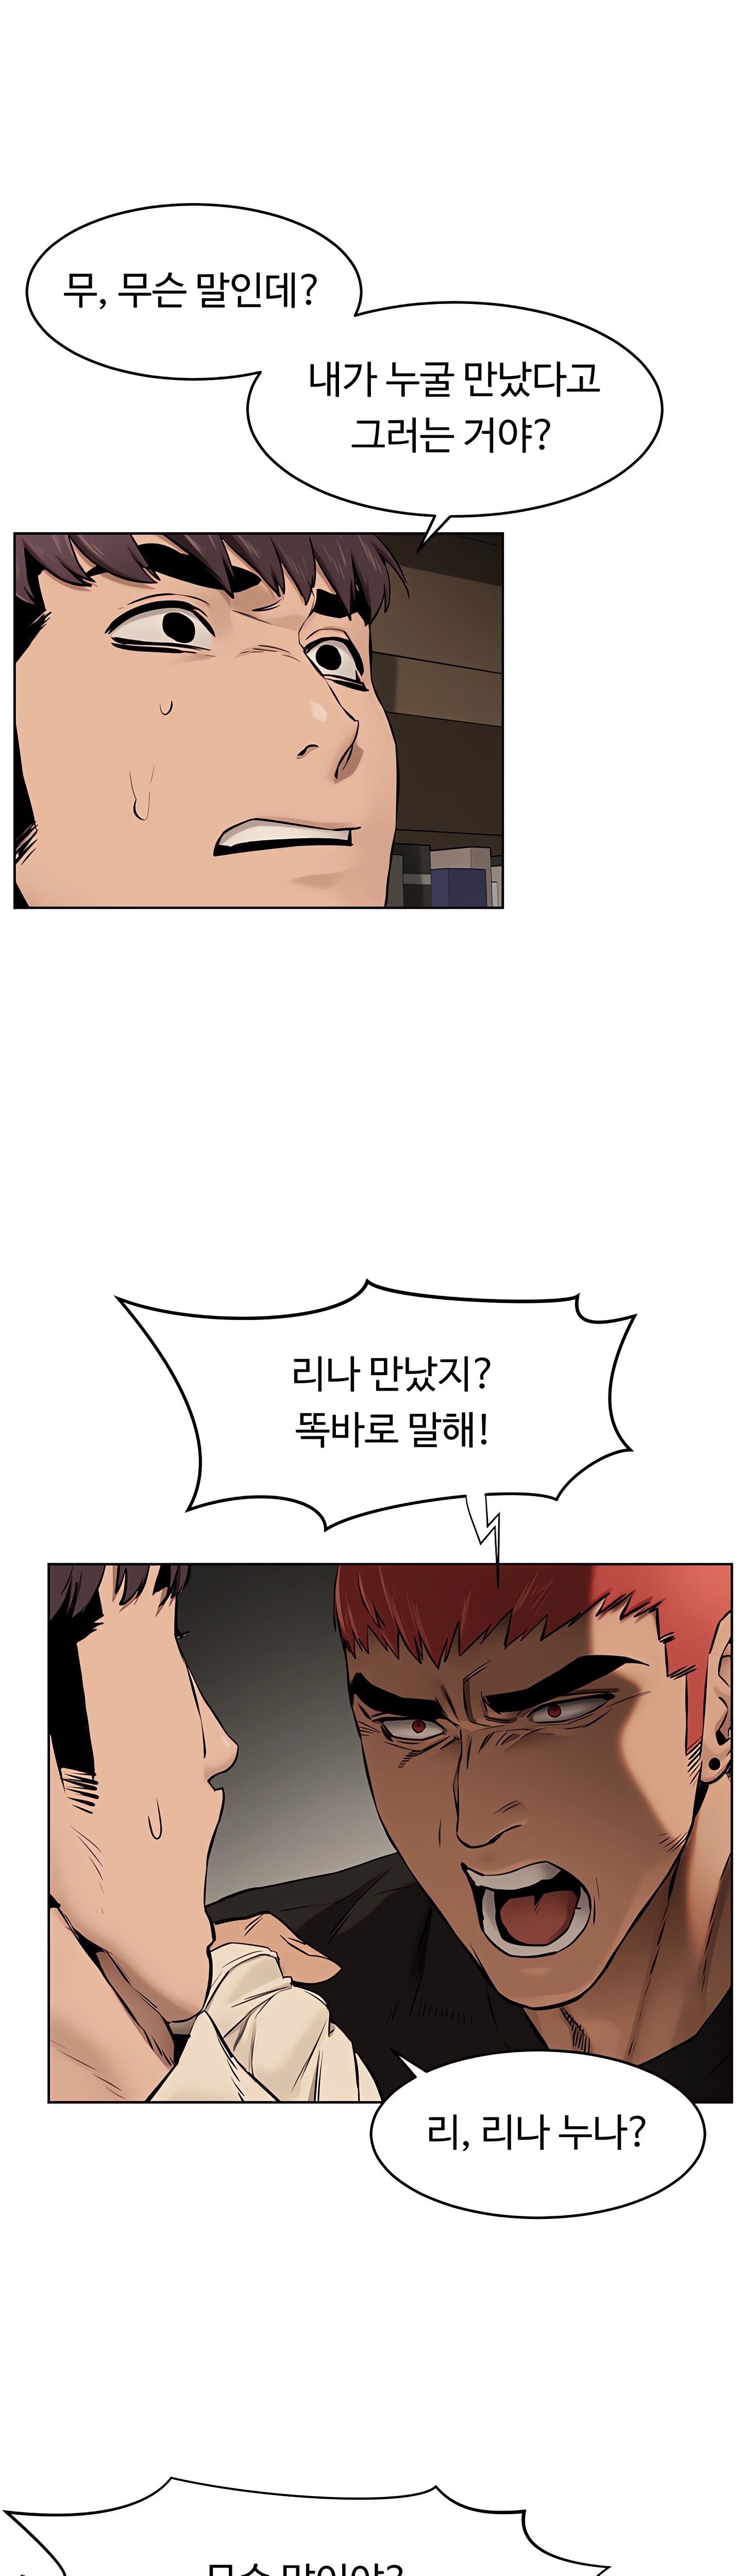 무, 무슨 말인데?
내가 누굴 만났다고
그러는 거야?
리나 만났지?
똑바로 말해!
리, 리나 누나?